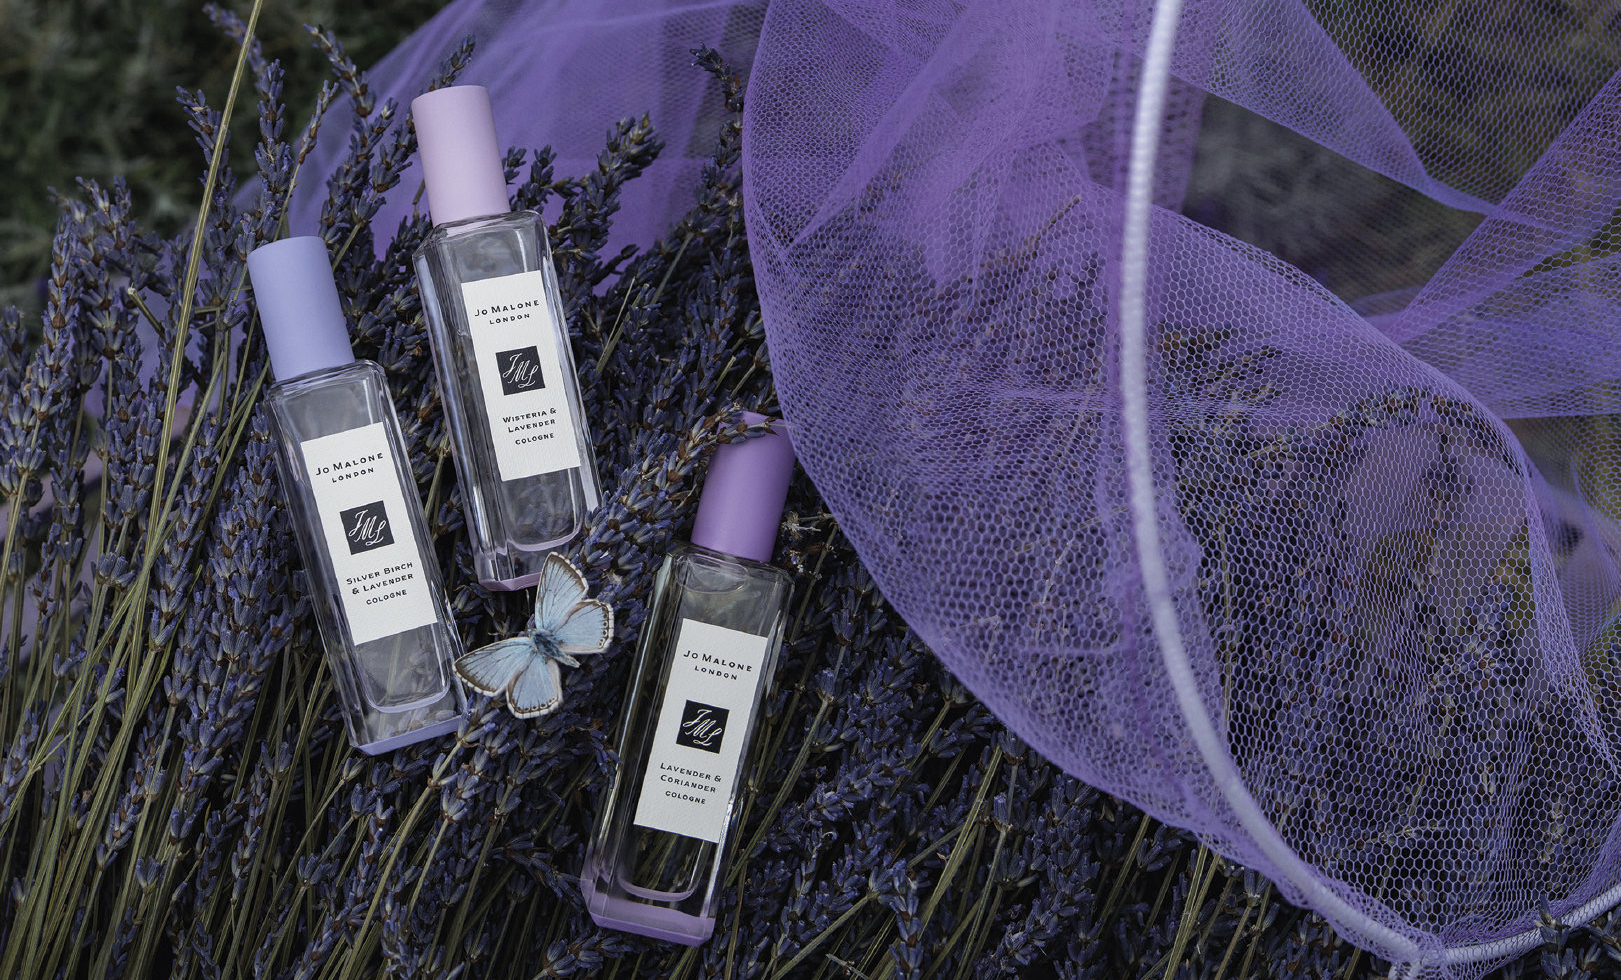 Jo Malone
London
JML
Silver Birch
& Lavender
Cologne
Jo Malone
London
JML
Wisteria &
Lavender
Cologne
Jo Malone
London
JML
Lavender &
Coriander
Cologne